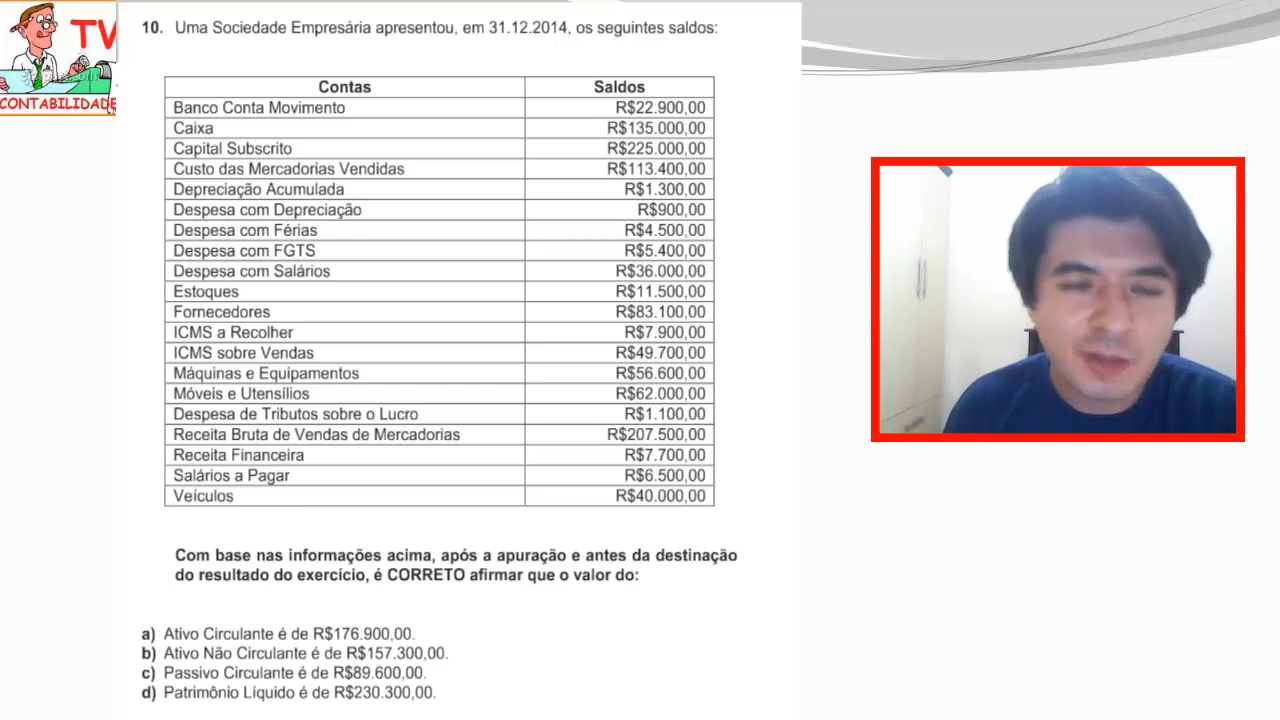 TV
CONTABILIDADE
10. Uma Sociedade Empresária apresentou, em 31.12.2014, os seguintes saldos:
Contas Saldos
Banco Conta Movimento R$22.900,00
Caixa R$135.000,00
Capital Subscrito R$225.000,00
Custo das Mercadorias Vendidas R$113.400,00
Depreciação Acumulada R$1.300,00
Despesa com Depreciação R$900,00
Despesa com Férias R$4.500,00
Despesa com FGTS R$5.400,00
Despesa com Salários R$36.000,00
Estoques R$11.500,00
Fornecedores R$83.100,00
ICMS a Recolher R$7.900,00
ICMS sobre Vendas R$49.700,00
Máquinas e Equipamentos R$56.600,00
Móveis e Utensílios R$62.000,00
Despesa de Tributos sobre o Lucro R$1.100,00
Receita Bruta de Vendas de Mercadorias R$207.500,00
Receita Financeira R$7.700,00
Salários a Pagar R$6.500,00
Veículos R$40.000,00
Com base nas informações acima, após a apuração e antes da destinação
do resultado do exercício, é CORRETO afirmar que o valor do:
a) Ativo Circulante é de R$176.900,00.
b) Ativo Não Circulante é de R$157.300,00.
c) Passivo Circulante é de R$89.600,00.
d) Patrimônio Líquido é de R$230.300,00.